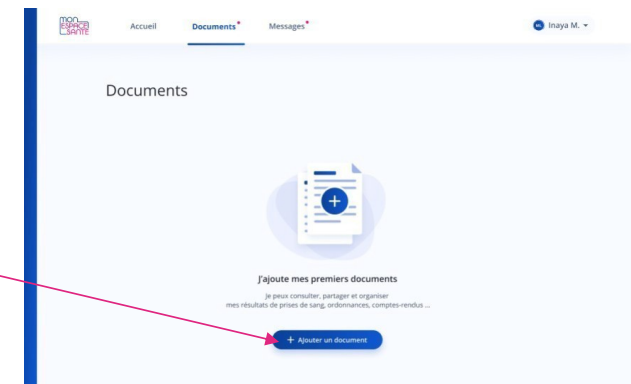 mon
ESPACE
SANTÉ
Accueil
Documents
Messages
Inaya M.
Documents
J'ajoute mes premiers documents
Je peux consulter, partager et organiser
mes résultats de prises de sang, ordonnances, comptes-rendus ...
+ Ajouter un document